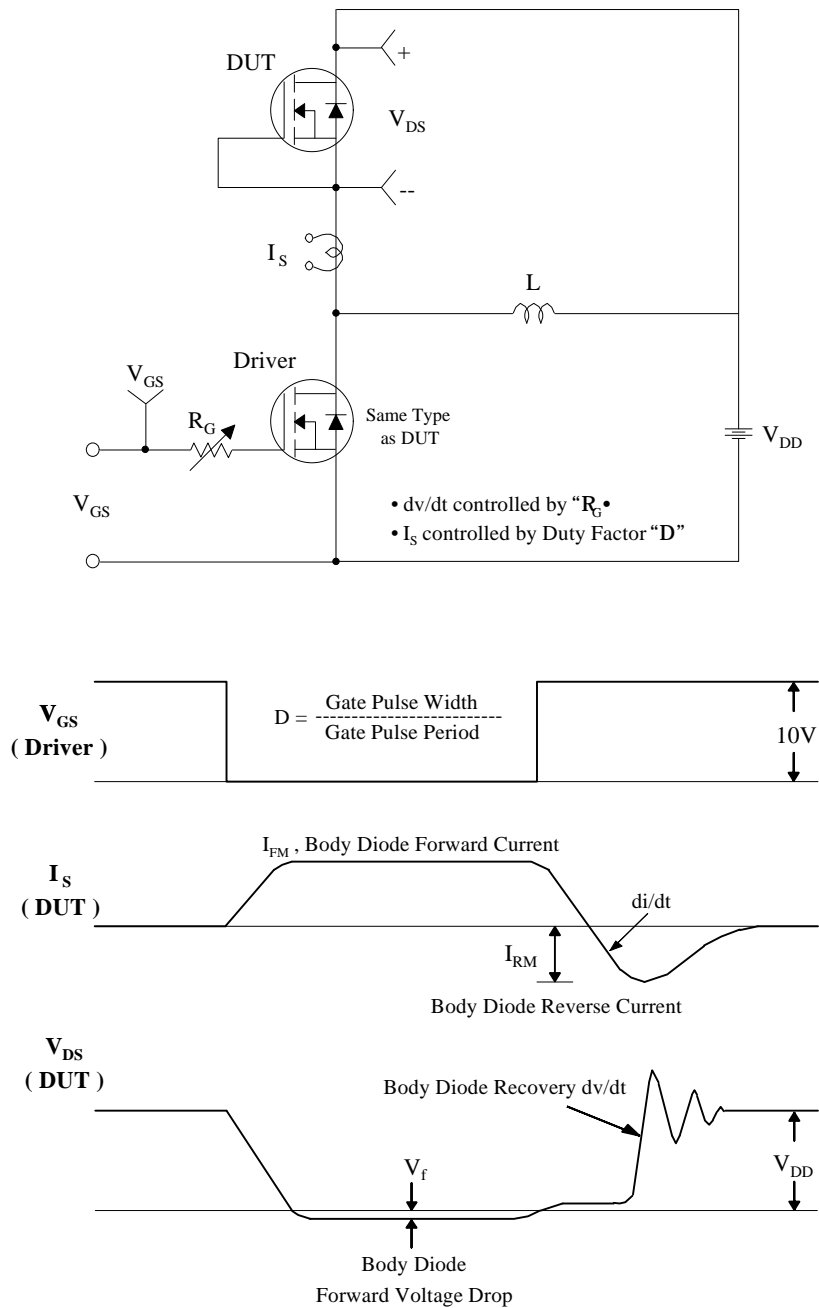 DUT
+
V_DS
--
I_S
L
Driver
V_GS
R_G
Same Type
as DUT
V_DD
V_GS
• dv/dt controlled by “R_G•
• I_S controlled by Duty Factor “D”
V_GS
( Driver )
D = Gate Pulse Width
Gate Pulse Period
10V
I_FM , Body Diode Forward Current
I_S
( DUT )
di/dt
I_RM
Body Diode Reverse Current
V_DS
( DUT )
Body Diode Recovery dv/dt
V_f
V_DD
Body Diode
Forward Voltage Drop